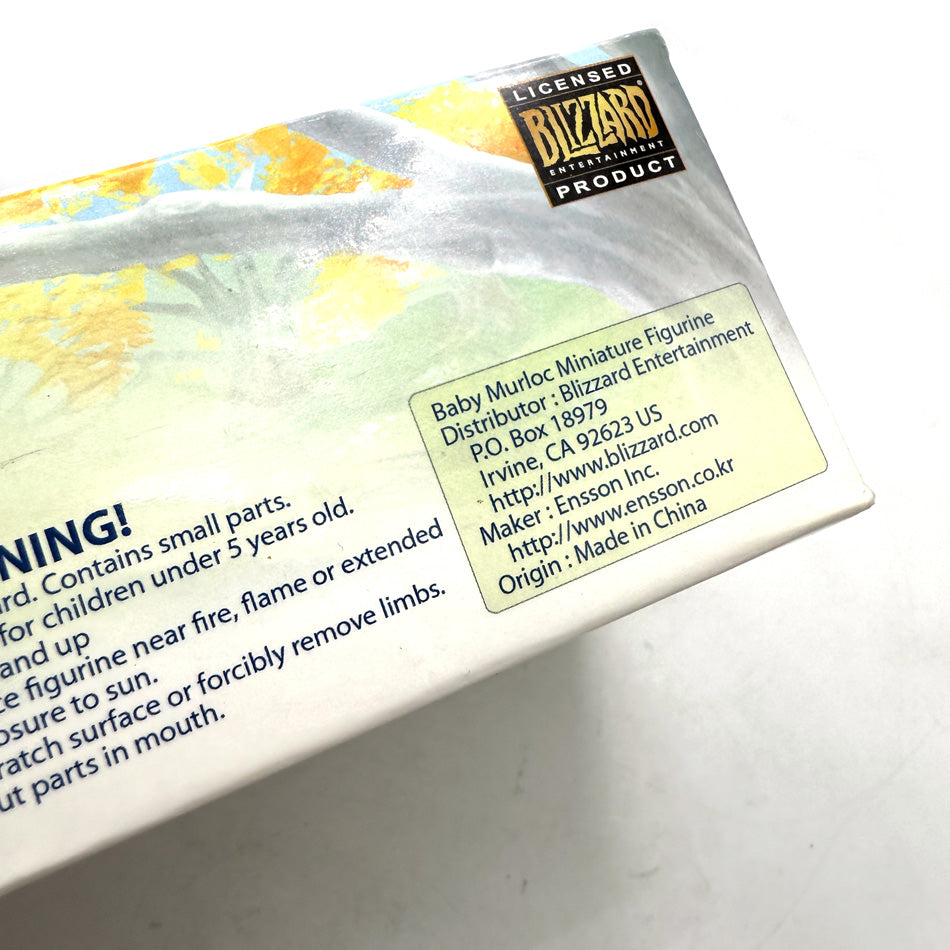 LICENSED
BLIZZARD®
ENTERTAINMENT
PRODUCT
Baby Murloc Miniature Figurine
Distributor : Blizzard Entertainment
P.O. Box 18979
Irvine, CA 92623 US
http://www.blizzard.com
Maker : Ensson Inc.
http://www.ensson.co.kr
Origin : Made in China
NING!
ard. Contains small parts.
for children under 5 years old.
and up
ce figurine near fire, flame or extended
osure to sun.
ratch surface or forcibly remove limbs.
ut parts in mouth.